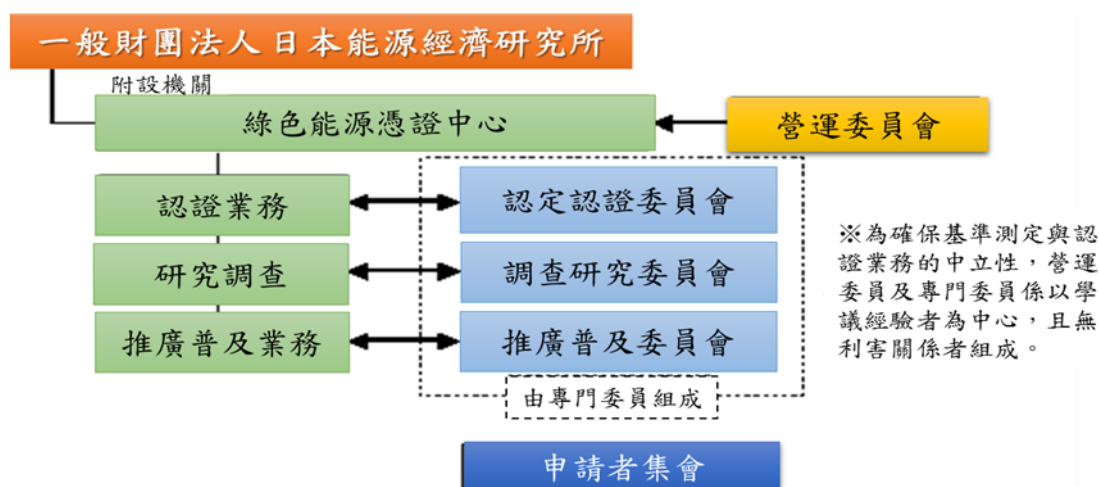 一般財團法人日本能源經濟研究所
附設機關
綠色能源憑證中心
營運委員會
認證業務
認定認證委員會
研究調查
調查研究委員會
推廣普及業務
推廣普及委員會
由專門委員組成
※為確保基準測定與認
證業務的中立性，營運
委員及專門委員係以學
議經驗者為中心，且無
利害關係者組成。
申請者集會